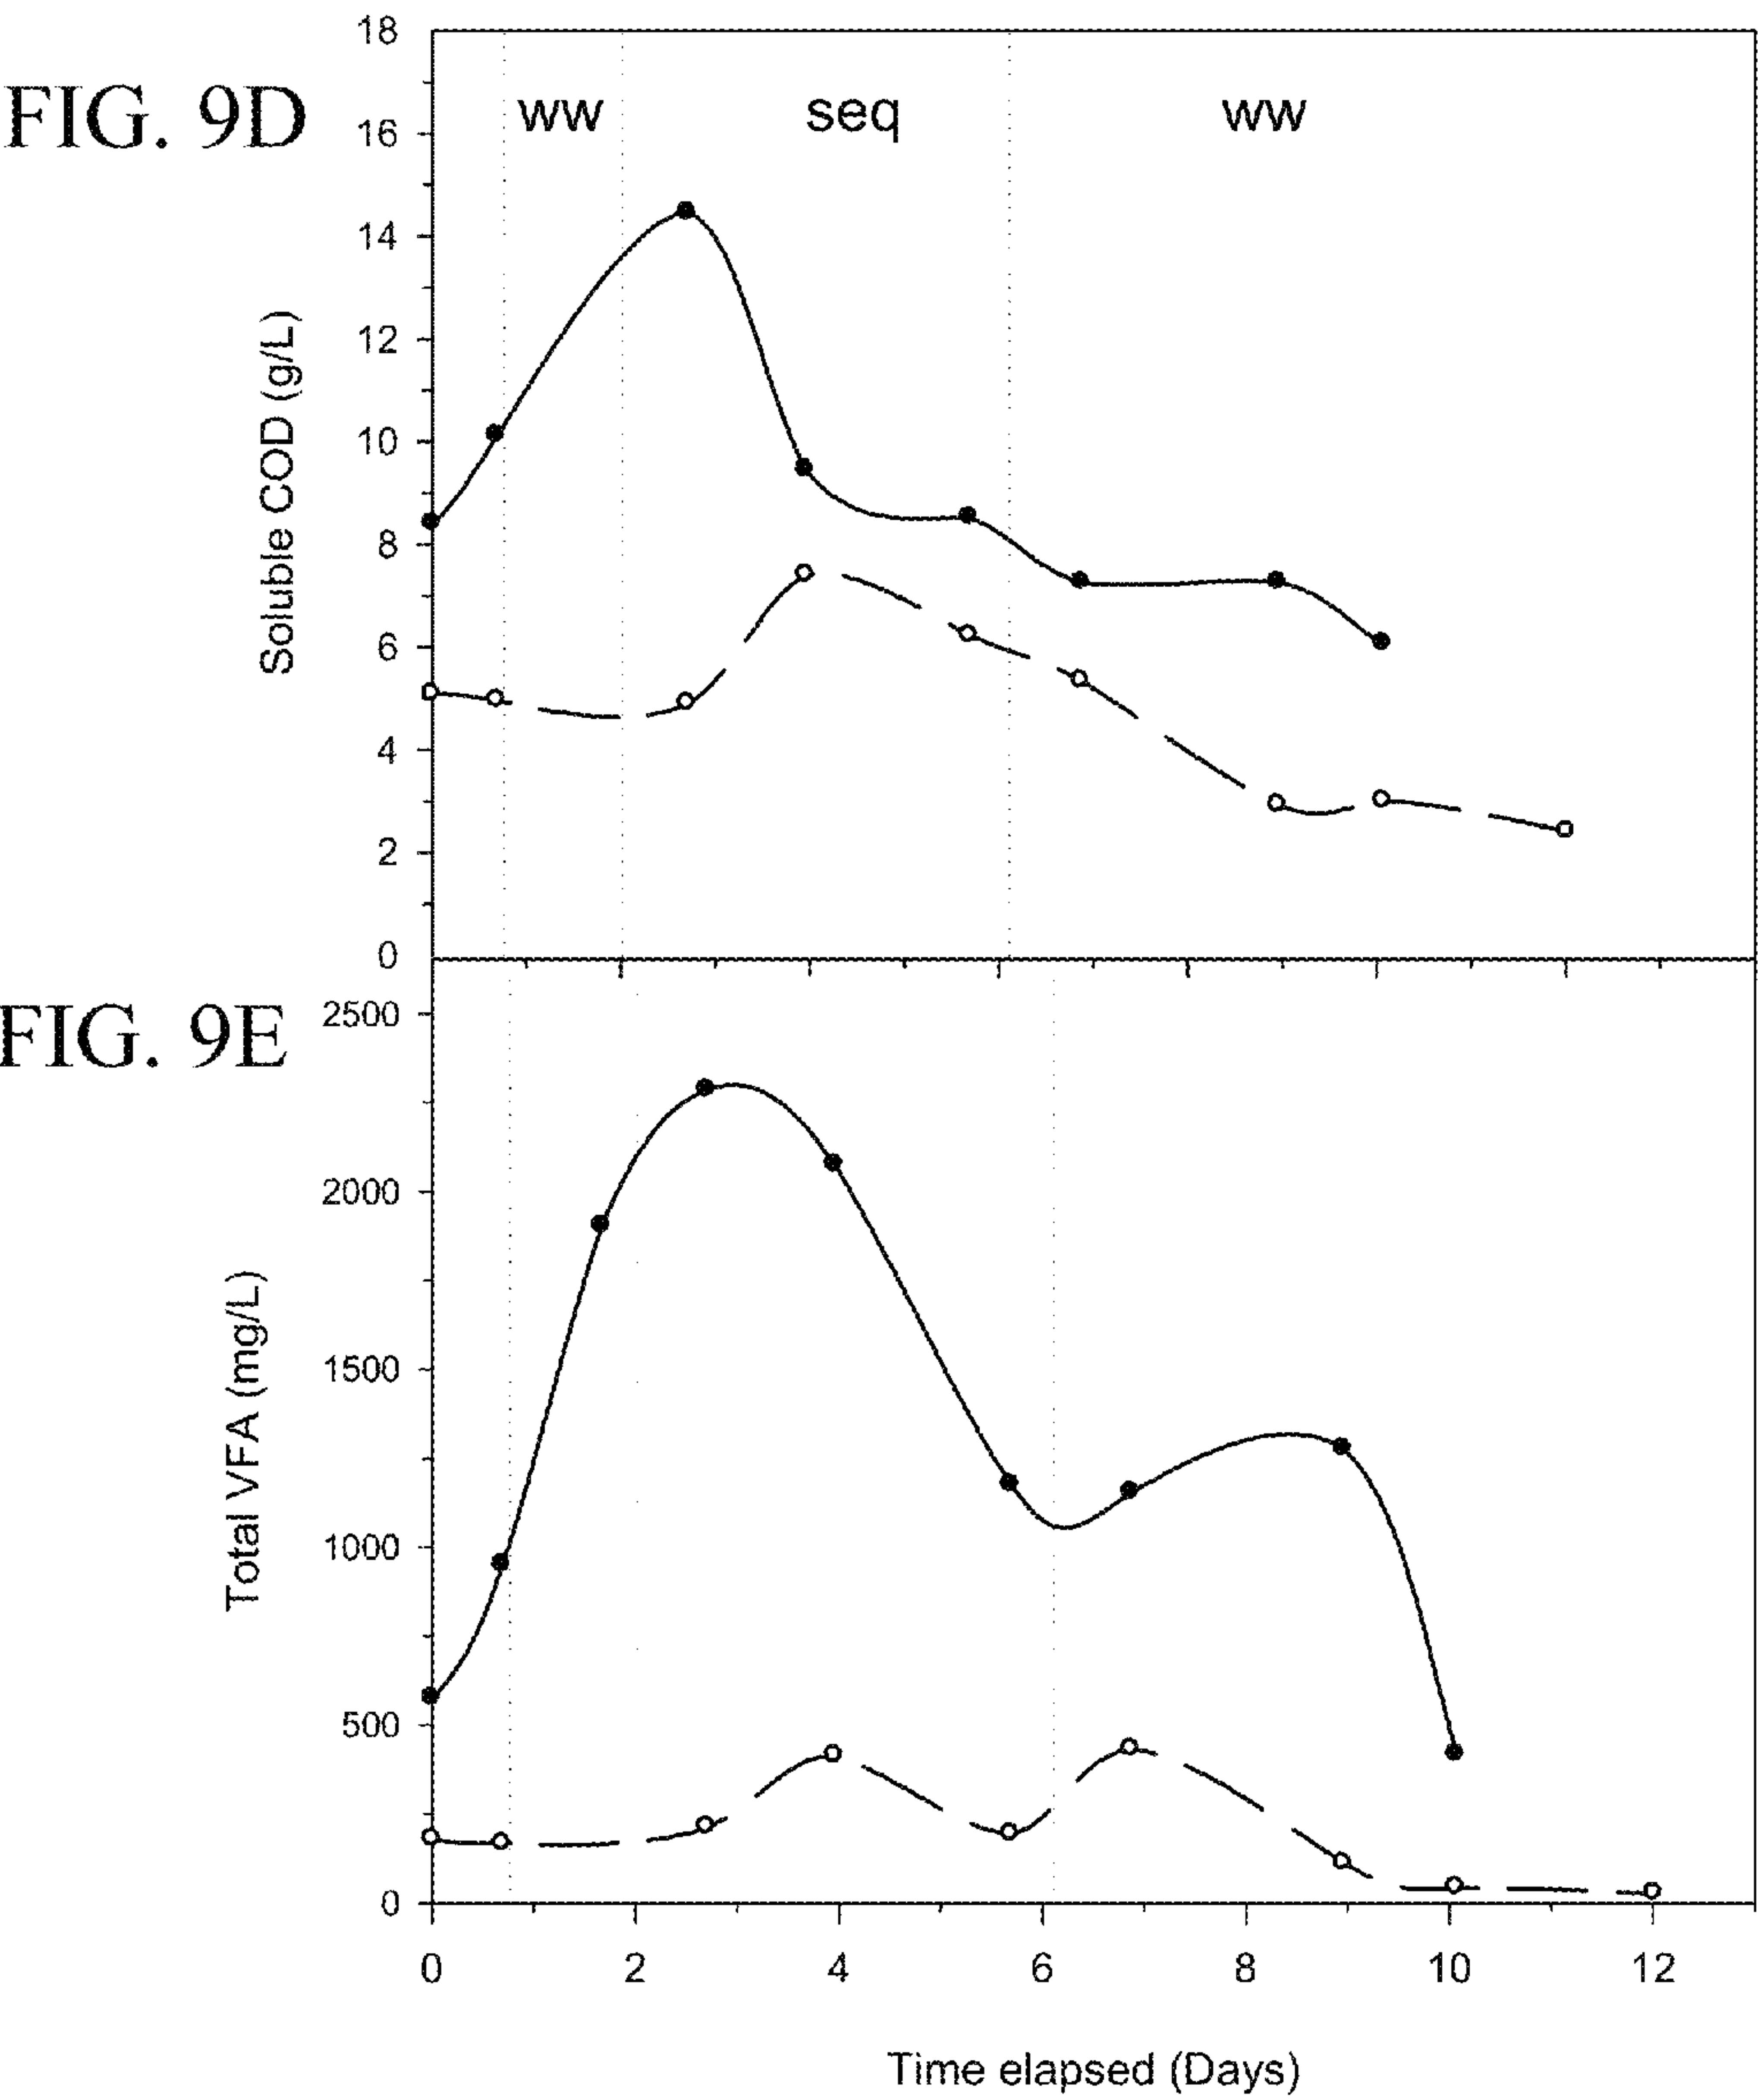 FIG. 9D
18
16
14
12
10
8
6
4
2
0
Soluble COD (g/L)
ww seq ww
FIG. 9E
2500
2000
1500
1000
500
0
Total VFA (mg/L)
0 2 4 6 8 10 12
Time elapsed (Days)